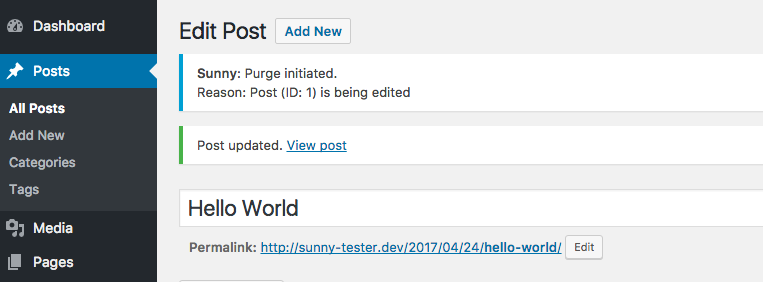 Dashboard
Posts
All Posts
Add New
Categories
Tags
Media
Pages
Edit Post Add New
Sunny: Purge initiated.
Reason: Post (ID: 1) is being edited
Post updated. View post
Hello World
Permalink: http://sunny-tester.dev/2017/04/24/hello-world/ Edit